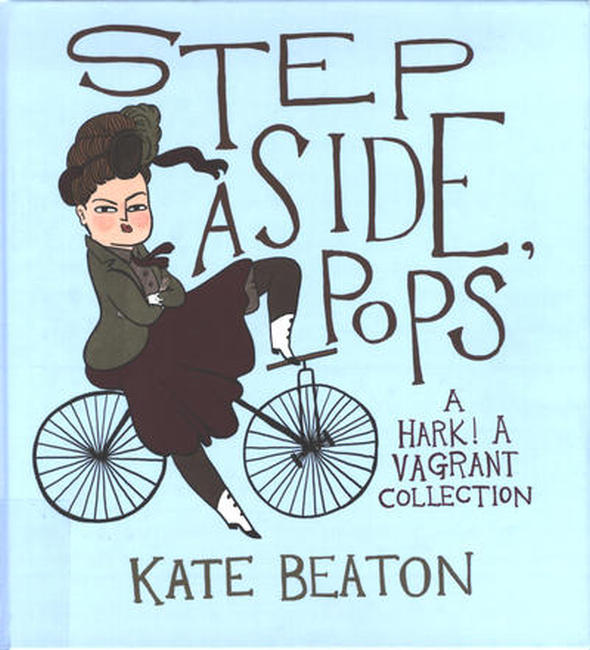 STEP
ASIDE,
POPS
A
HARK! A
VAGRANT
COLLECTION
KATE BEATON